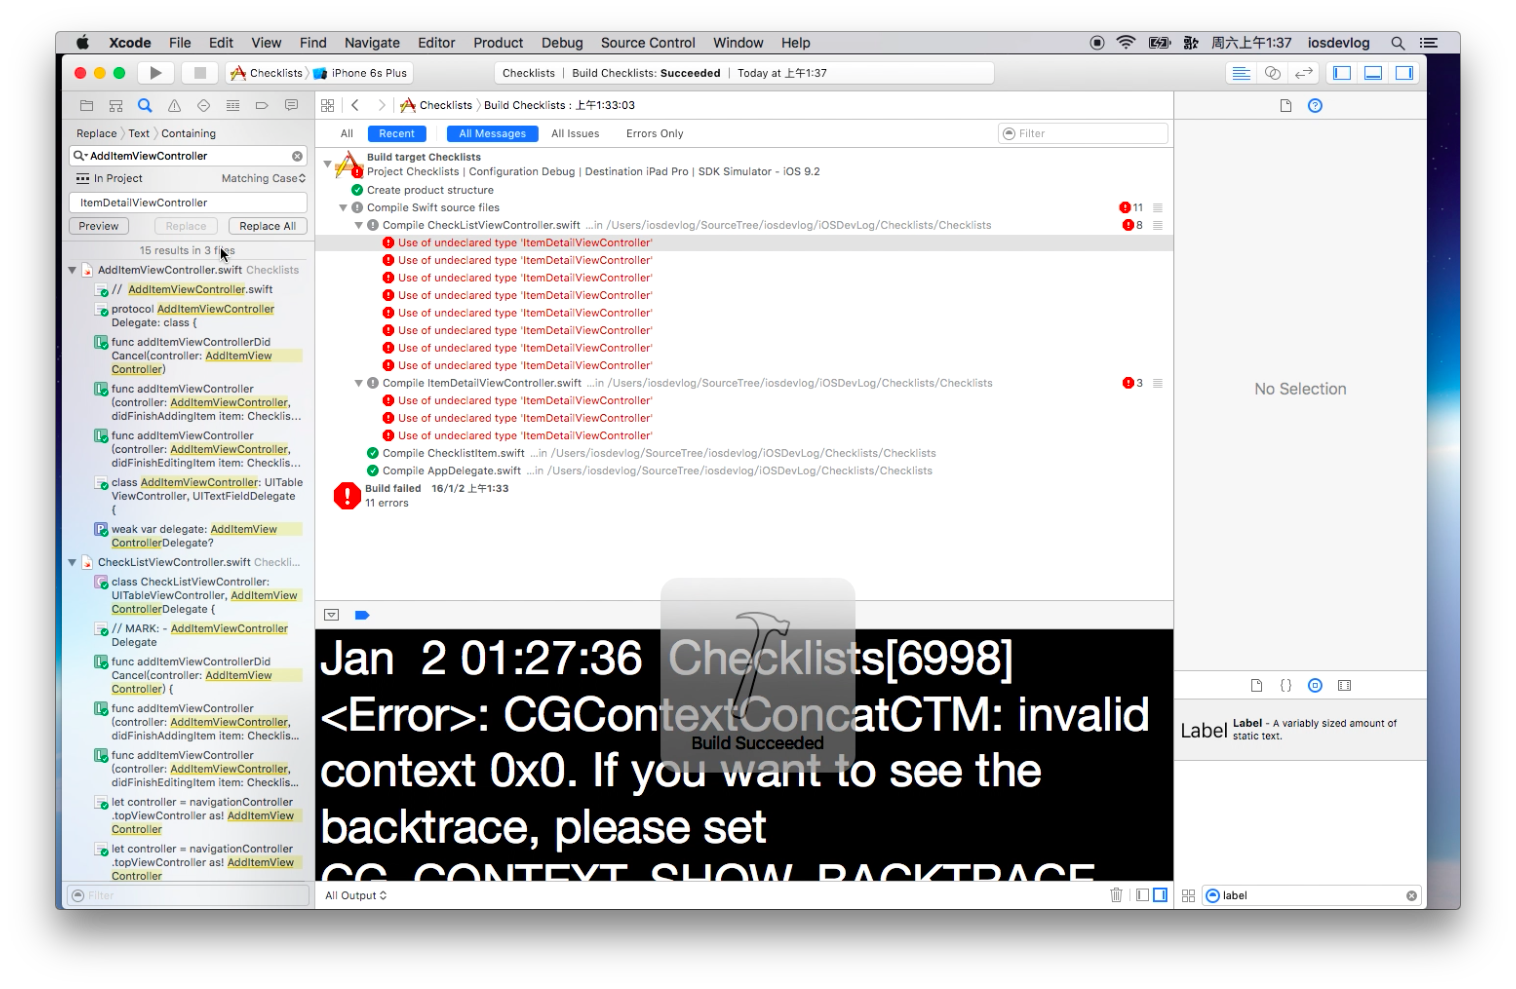 Xcode File Edit View Find Navigate Editor Product Debug Source Control Window Help
周六上午1:37 iosdevlog
Checklists iPhone 6s Plus
Checklists | Build Checklists: Succeeded | Today at 上午1:37
Replace Text Containing
AddItemViewController
In Project Matching Case
ItemDetailViewController
Preview Replace Replace All
15 results in 3 files
AddItemViewController.swift Checklists
// AddItemViewController.swift
protocol AddItemViewController
Delegate: class {
func addItemViewControllerDid
Cancel(controller: AddItemView
Controller)
func addItemViewController
(controller: AddItemViewController,
didFinishAddingItem item: Checklis...
func addItemViewController
(controller: AddItemViewController,
didFinishEditingItem item: Checklis...
class AddItemViewController: UITable
ViewController, UITextFieldDelegate
{
weak var delegate: AddItemView
ControllerDelegate?
CheckListViewController.swift Checkli...
class CheckListViewController:
UITableViewController, AddItemView
ControllerDelegate {
// MARK: - AddItemViewController
Delegate
func addItemViewControllerDid
Cancel(controller: AddItemView
Controller) {
func addItemViewController
(controller: AddItemViewController,
didFinishAddingItem item: Checklis...
func addItemViewController
(controller: AddItemViewController,
didFinishEditingItem item: Checklis...
let controller = navigationController
.topViewController as! AddItemView
Controller
let controller = navigationController
.topViewController as! AddItemView
Controller
Filter
Checklists Build Checklists : 上午1:33:03
All Recent All Messages All Issues Errors Only Filter
Build target Checklists
Project Checklists | Configuration Debug | Destination iPad Pro | SDK Simulator - iOS 9.2
Create product structure
Compile Swift source files 11
Compile CheckListViewController.swift ...in /Users/iosdevlog/SourceTree/iosdevlog/iOSDevLog/Checklists/Checklists 8
Use of undeclared type 'ItemDetailViewController'
Use of undeclared type 'ItemDetailViewController'
Use of undeclared type 'ItemDetailViewController'
Use of undeclared type 'ItemDetailViewController'
Use of undeclared type 'ItemDetailViewController'
Use of undeclared type 'ItemDetailViewController'
Use of undeclared type 'ItemDetailViewController'
Use of undeclared type 'ItemDetailViewController'
Compile ItemDetailViewController.swift ...in /Users/iosdevlog/SourceTree/iosdevlog/iOSDevLog/Checklists/Checklists 3
Use of undeclared type 'ItemDetailViewController'
Use of undeclared type 'ItemDetailViewController'
Use of undeclared type 'ItemDetailViewController'
Compile ChecklistItem.swift ...in /Users/iosdevlog/SourceTree/iosdevlog/iOSDevLog/Checklists/Checklists
Compile AppDelegate.swift ...in /Users/iosdevlog/SourceTree/iosdevlog/iOSDevLog/Checklists/Checklists
Build failed 16/1/2 上午1:33
11 errors
Jan 2 01:27:36 Checklists[6998]
<Error>: CGContextConcatCTM: invalid
context 0x0. If you want to see the
backtrace, please set
CG_CONTEXT_SHOW_BACKTRACE
Build Succeeded
All Output
No Selection
Label Label - A variably sized amount of
static text.
label